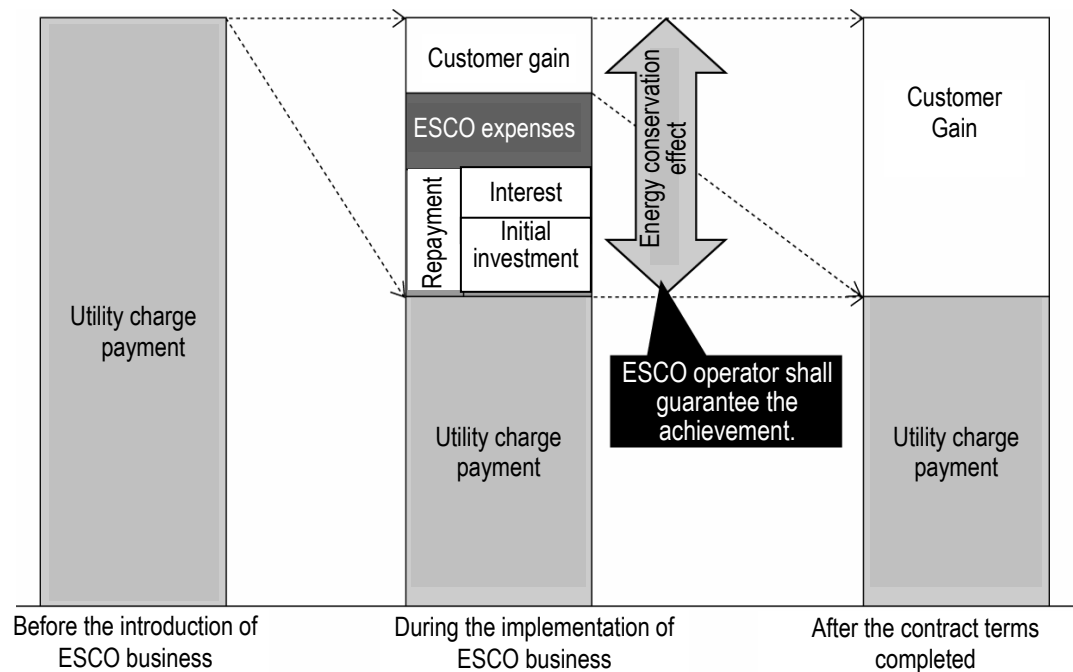 Utility charge
payment
Before the introduction of
ESCO business
Customer gain
ESCO expenses
Repayment
Interest
Initial
investment
Utility charge
payment
During the implementation of
ESCO business
Energy conservation
effect
ESCO operator shall
guarantee the
achievement.
Customer
Gain
Utility charge
payment
After the contract terms
completed